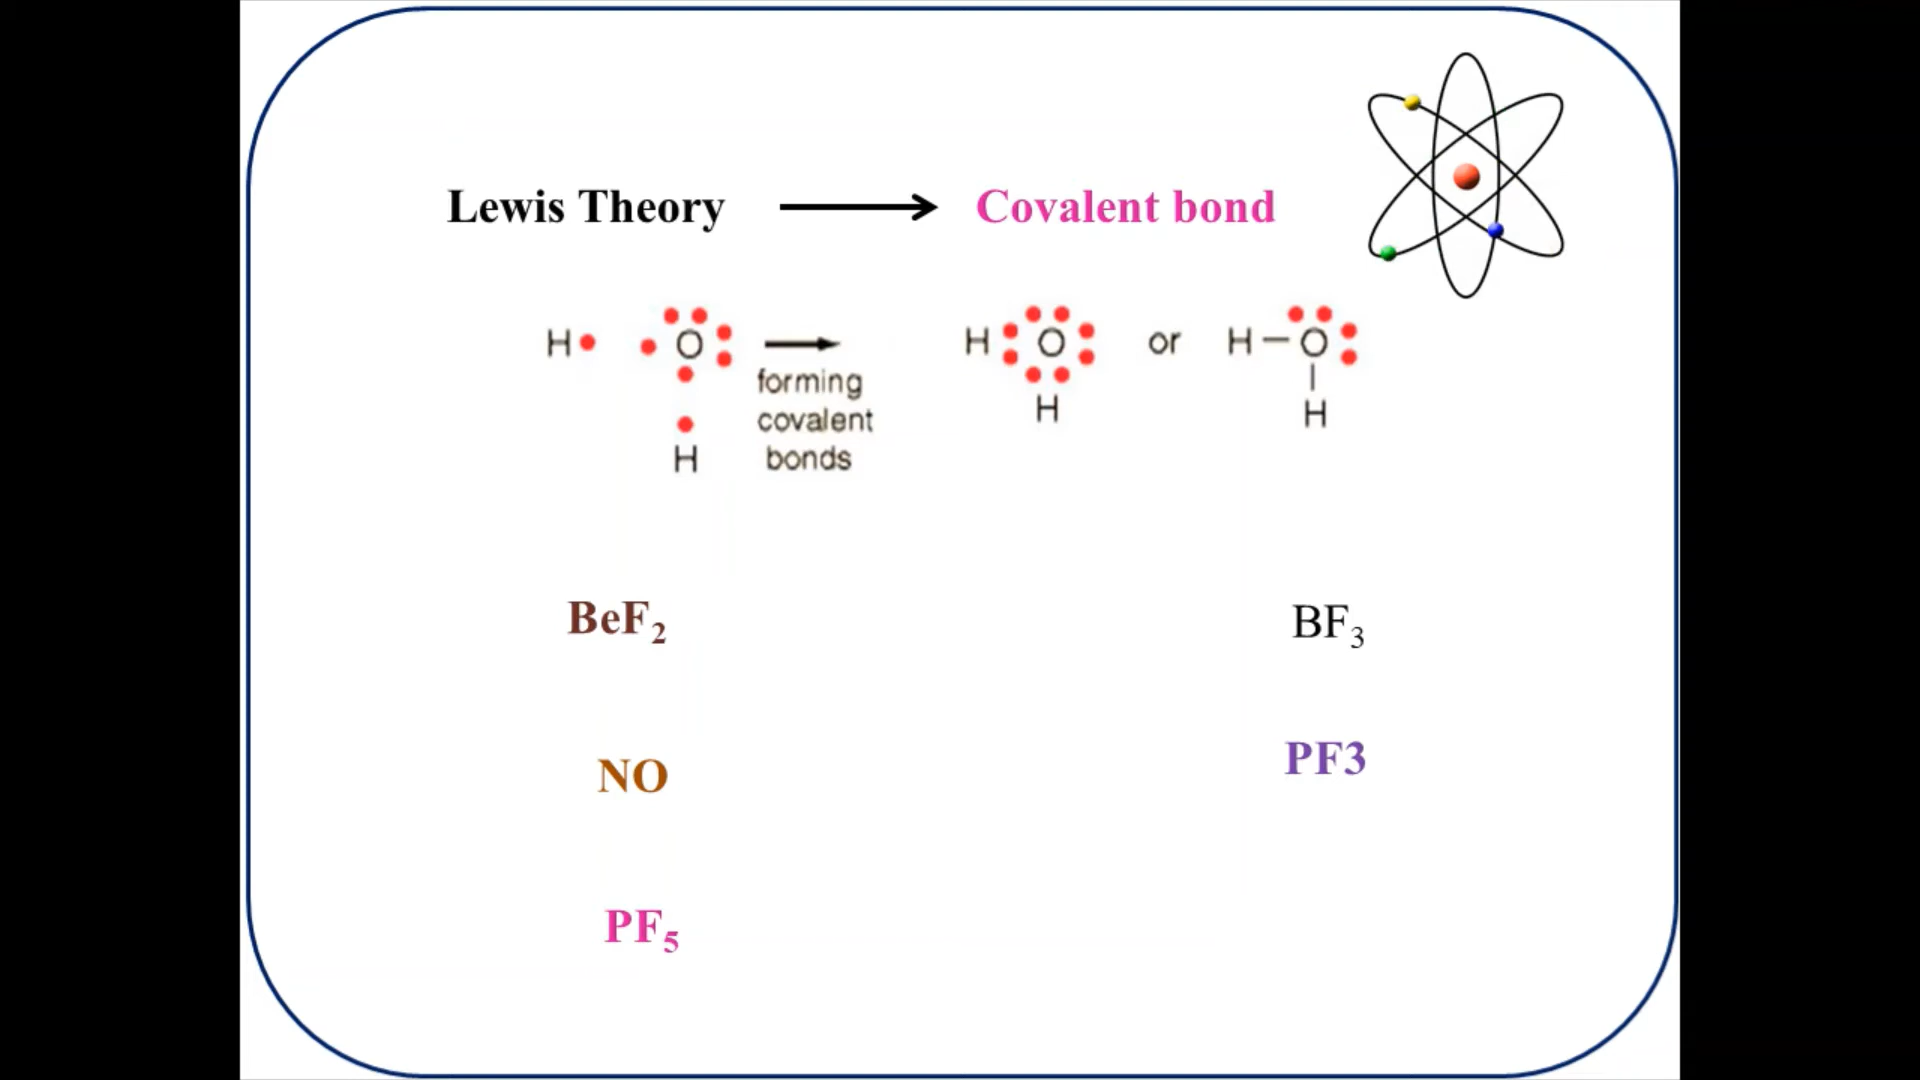 Lewis Theory → Covalent bond
H O forming covalent bonds H O or H — O
H H H
BeF₂ BF₃
NO PF3
PF₅